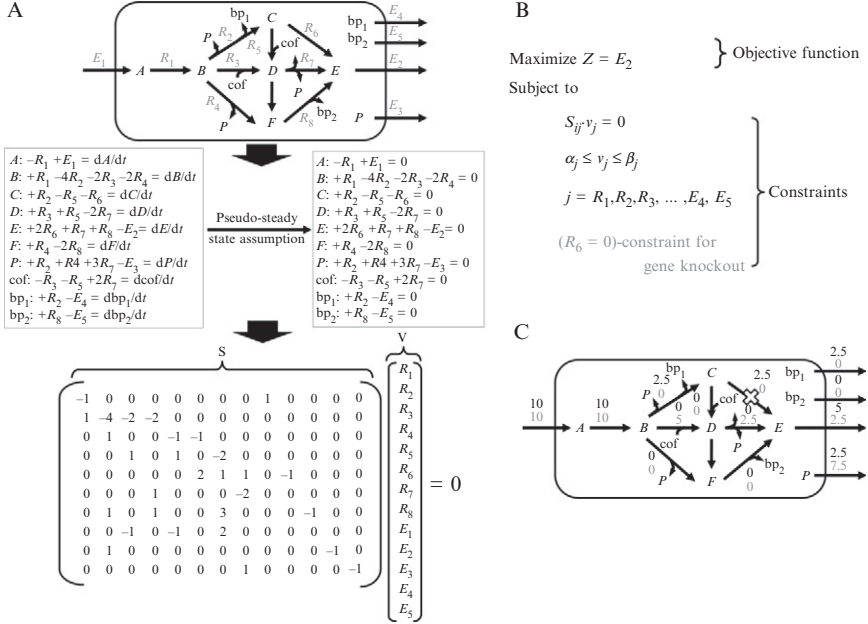 A
E1
R1
A
B
C
D
E
F
P
P
P
P
bp1
bp2
cof
cof
R2
R3
R4
R5
R6
R7
R8
bp1
bp2
P
E4
E5
E2
E3
A: –R1 +E1 = dA/dt
B: +R1 –4R2 –2R3 –2R4 = dB/dt
C: +R2 –R5 –R6 = dC/dt
D: +R3 +R5 –2R7 = dD/dt
E: +2R6 +R7 +R8 –E2= dE/dt
F: +R4 –2R8 = dF/dt
P: +R2 +R4 +3R7 –E3 = dP/dt
cof: –R3 –R5 +2R7 = dcof/dt
bp1: +R2 –E4 = dbp1/dt
bp2: +R8 –E5 = dbp2/dt
Pseudo-steady
state assumption
A: –R1 +E1 = 0
B: +R1 –4R2 –2R3 –2R4 = 0
C: +R2 –R5 –R6 = 0
D: +R3 +R5 –2R7 = 0
E: +2R6 +R7 +R8 –E2= 0
F: +R4 –2R8 = 0
P: +R2 +R4 +3R7 –E3 = 0
cof: –R3 –R5 +2R7 = 0
bp1: +R2 –E4 = 0
bp2: +R8 –E5 = 0
S
V
–1 0 0 0 0 0 0 0 1 0 0 0 0
1 –4 –2 –2 0 0 0 0 0 0 0 0 0
0 1 0 0 –1 –1 0 0 0 0 0 0 0
0 0 1 0 1 0 –2 0 0 0 0 0 0
0 0 0 0 0 2 1 1 0 –1 0 0 0
0 0 0 1 0 0 0 –2 0 0 0 0 0
0 1 0 1 0 0 3 0 0 0 –1 0 0
0 0 –1 0 –1 0 2 0 0 0 0 0 0
0 1 0 0 0 0 0 0 0 0 0 –1 0
0 0 0 0 0 0 0 1 0 0 0 0 –1
R1
R2
R3
R4
R5
R6
R7
R8
E1
E2
E3
E4
E5
= 0
B
Maximize Z = E2
Objective function
Subject to
Sij·vj = 0
αj ≤ vj ≤ βj
j = R1,R2,R3, ... ,E4, E5
Constraints
(R6 = 0)-constraint for
gene knockout
C
10
10
A
10
10
B
2.5
0
P
bp1
C
0
5
cof
0
0
cof
D
2.5
0
0
2.5
P
E
0
0
P
F
0
0
bp2
bp1
bp2
P
2.5
0
0
0
5
2.5
2.5
7.5